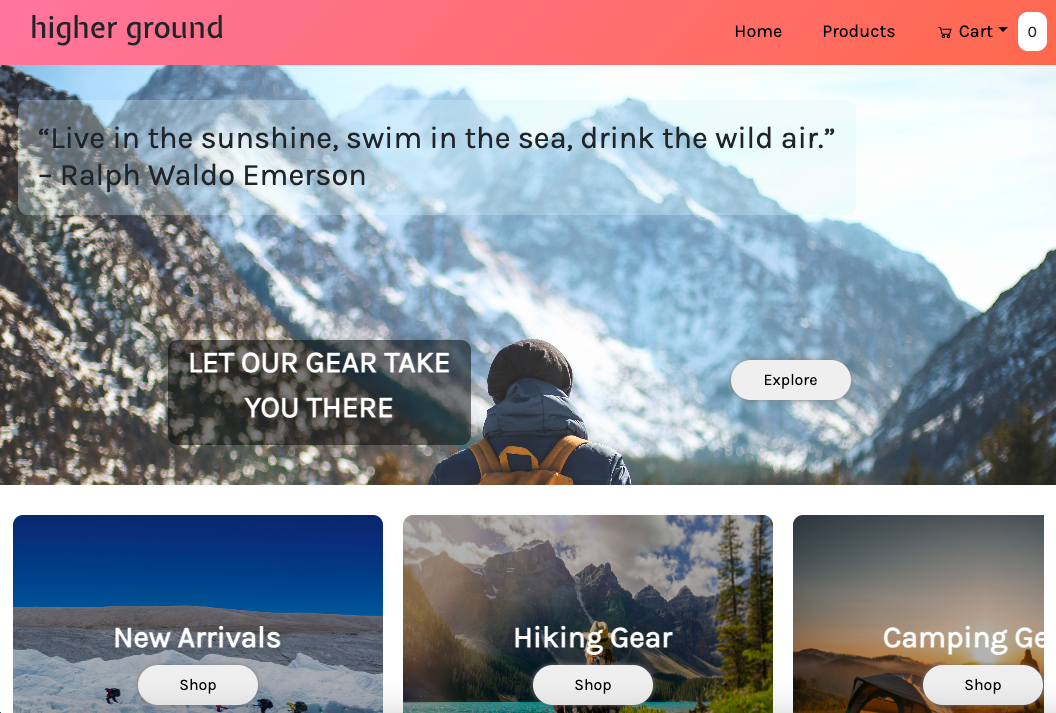 higher ground
Home
Products
Cart
0
“Live in the sunshine, swim in the sea, drink the wild air.”
– Ralph Waldo Emerson
LET OUR GEAR TAKE
YOU THERE
Explore
New Arrivals
Shop
Hiking Gear
Shop
Camping Ge
Shop